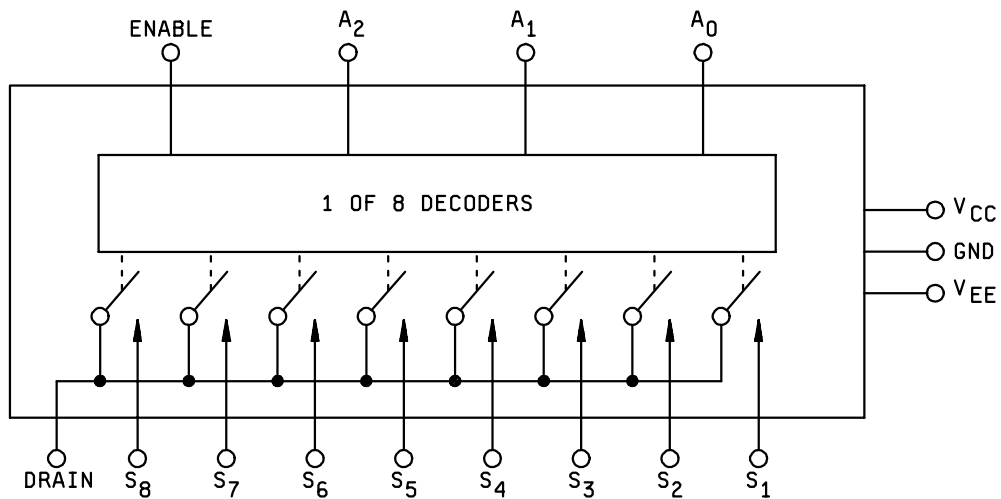 ENABLE A2 A1 A0
1 OF 8 DECODERS
VCC
GND
VEE
DRAIN S8 S7 S6 S5 S4 S3 S2 S1